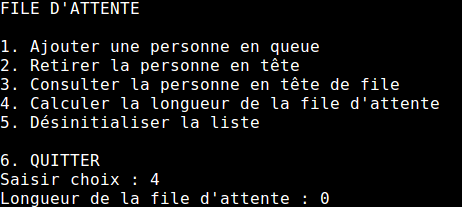 FILE D'ATTENTE
1. Ajouter une personne en queue
2. Retirer la personne en tête
3. Consulter la personne en tête de file
4. Calculer la longueur de la file d'attente
5. Désinitialiser la liste
6. QUITTER
Saisir choix : 4
Longueur de la file d'attente : 0